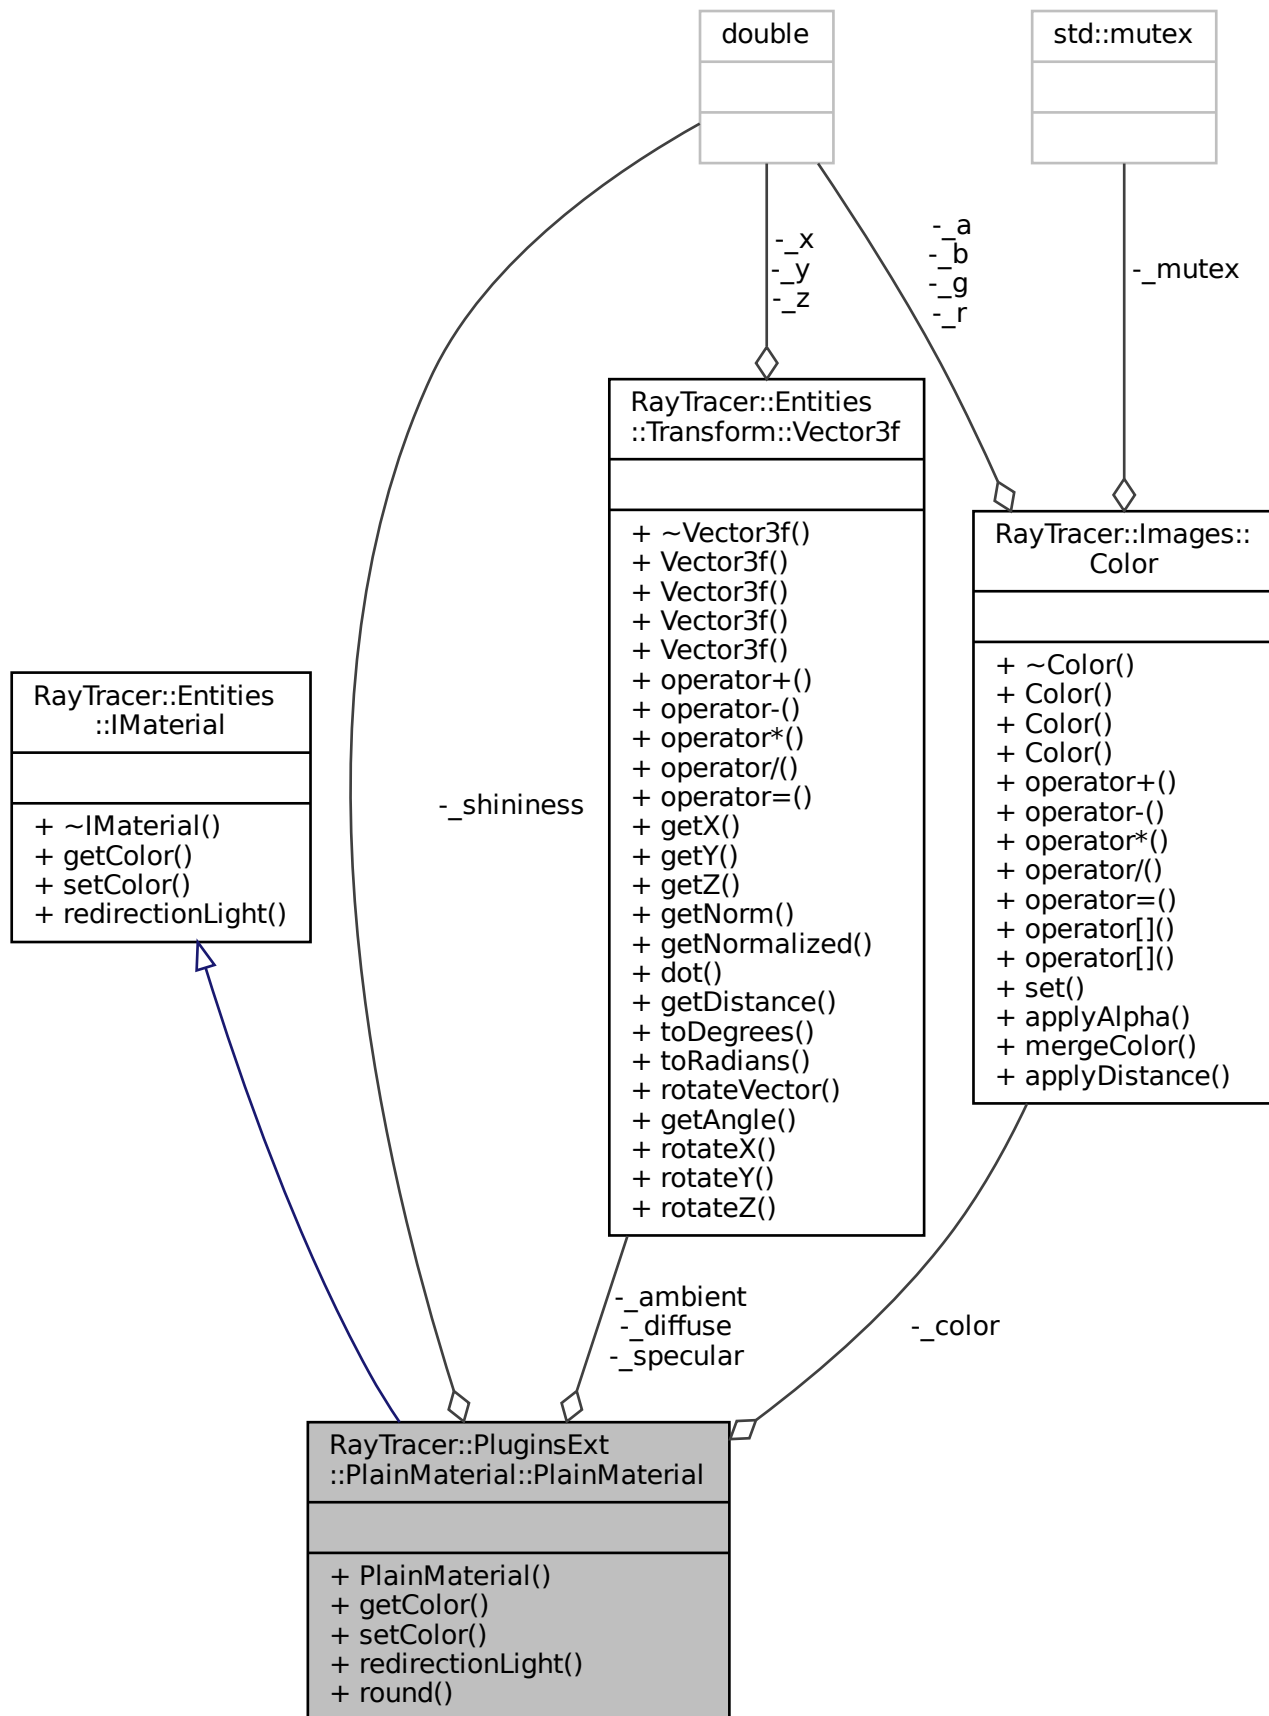 double
std::mutex
-_x
-_y
-_z
-_a
-_b
-_g
-_r
-_mutex
RayTracer::Entities
::Transform::Vector3f
+ ~Vector3f()
+ Vector3f()
+ Vector3f()
+ Vector3f()
+ Vector3f()
+ operator+()
+ operator-()
+ operator*()
+ operator/()
+ operator=()
+ getX()
+ getY()
+ getZ()
+ getNorm()
+ getNormalized()
+ dot()
+ getDistance()
+ toDegrees()
+ toRadians()
+ rotateVector()
+ getAngle()
+ rotateX()
+ rotateY()
+ rotateZ()
RayTracer::Images::
Color
+ ~Color()
+ Color()
+ Color()
+ Color()
+ operator+()
+ operator-()
+ operator*()
+ operator/()
+ operator=()
+ operator[]()
+ operator[]()
+ set()
+ applyAlpha()
+ mergeColor()
+ applyDistance()
RayTracer::Entities
::IMaterial
+ ~IMaterial()
+ getColor()
+ setColor()
+ redirectionLight()
-_shininess
-_ambient
-_diffuse
-_specular
-_color
RayTracer::PluginsExt
::PlainMaterial::PlainMaterial
+ PlainMaterial()
+ getColor()
+ setColor()
+ redirectionLight()
+ round()